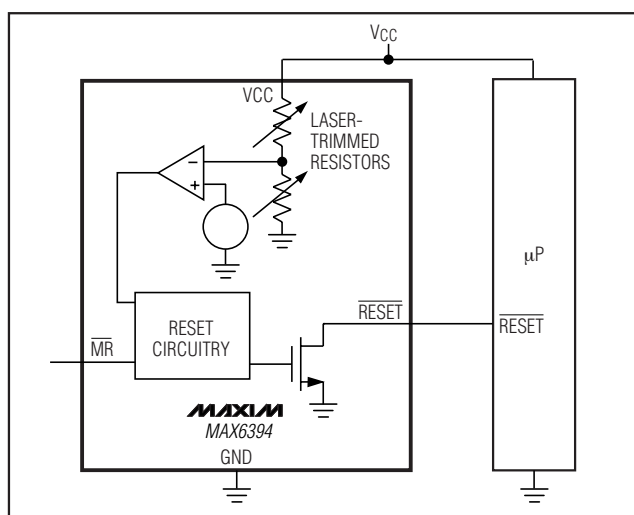 VCC
VCC
LASER-
TRIMMED
RESISTORS
−
+
µP
RESET
RESET
RESET
CIRCUITRY
MR
MAXIM
MAX6394
GND